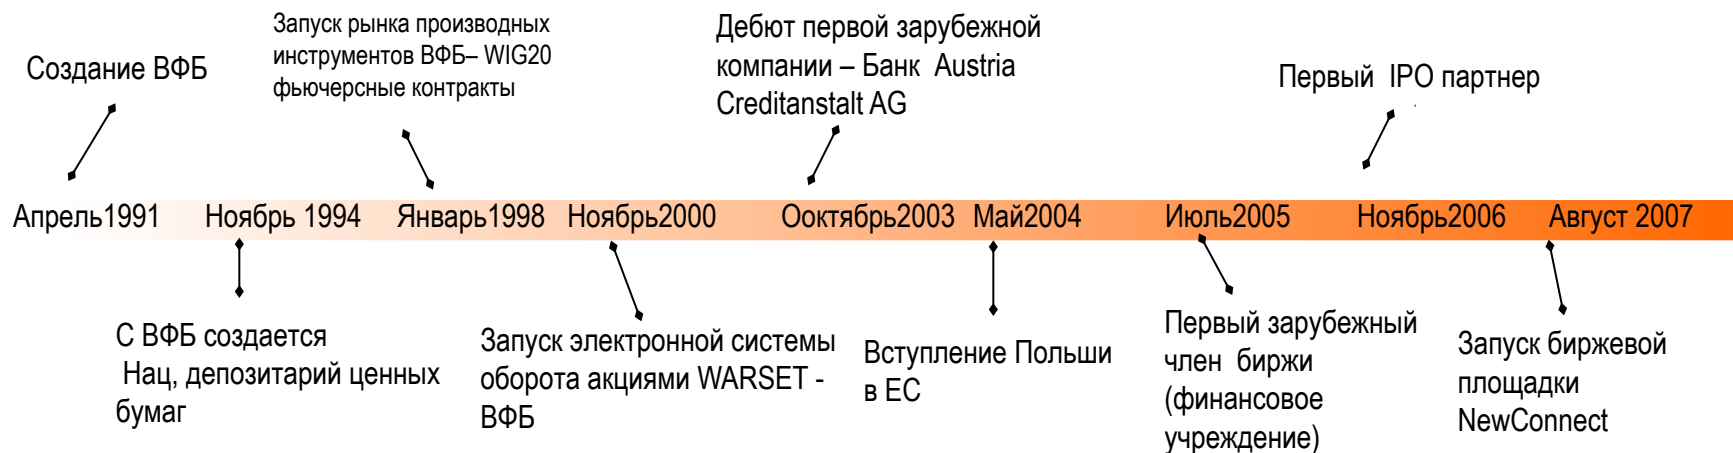 Создание ВФБ
Запуск рынка производных
инструментов ВФБ– WIG20
фьючерсные контракты
Дебют первой зарубежной
компании – Банк Austria
Creditanstalt AG
Первый IPO партнер
Апрель1991 Ноябрь 1994 Январь1998 Ноябрь2000 Ооктябрь2003 Май2004 Июль2005 Ноябрь2006 Август 2007
С ВФБ создается
Нац, депозитарий ценных
бумаг
Запуск электронной системы
оборота акциями WARSET -
ВФБ
Вступление Польши
в ЕС
Первый зарубежный
член биржи
(финансовое
учреждение)
Запуск биржевой
площадки
NewConnect